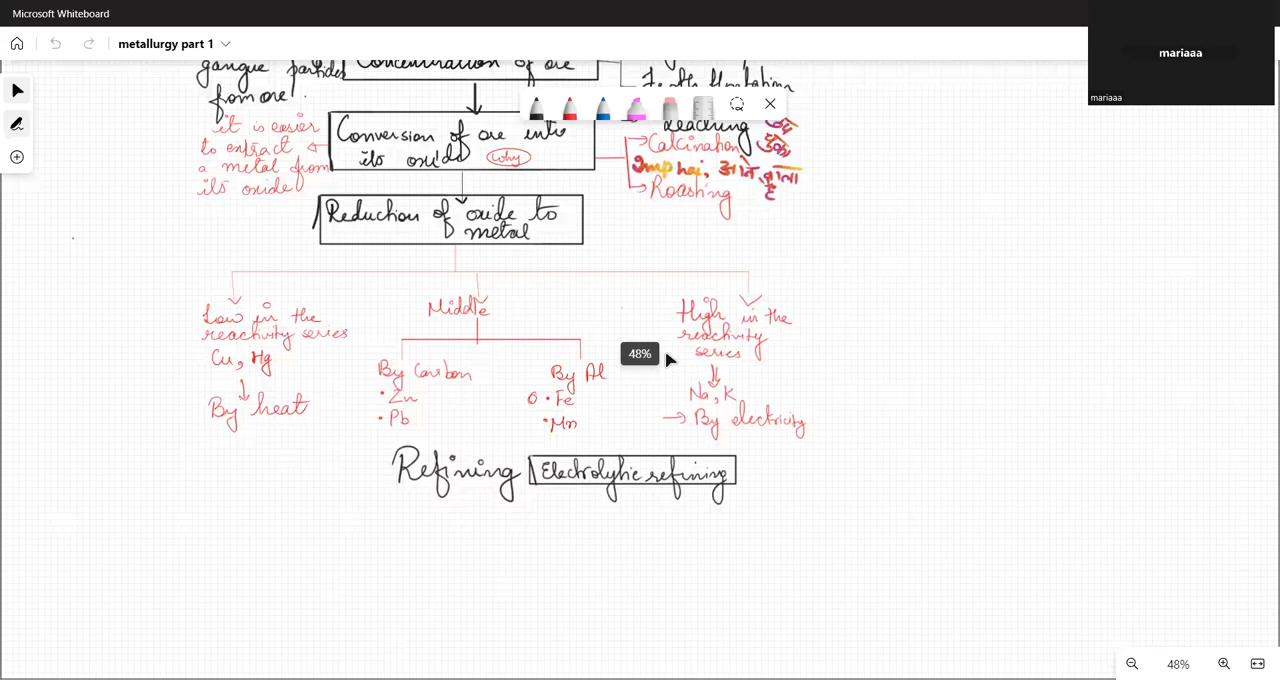 Microsoft Whiteboard
metallurgy part 1
mariaaa
mariaaa
gangue particles
from ore
Concentration of ore
Froth flotation
leaching
it is easier
to extract
a metal from
its oxide
Conversion of ore into
its oxide
why
Calcination
Imp hai,
Roasting
Reduction of oxide to
metal
Low in the
reactivity series
Cu, Hg
By heat
Middle
By Carbon
• Zn
• Pb
By Al
• Fe
• Mn
High in the
reactivity
series
Na, K
→ By electricity
48%
Refining
Electrolytic refining
48%